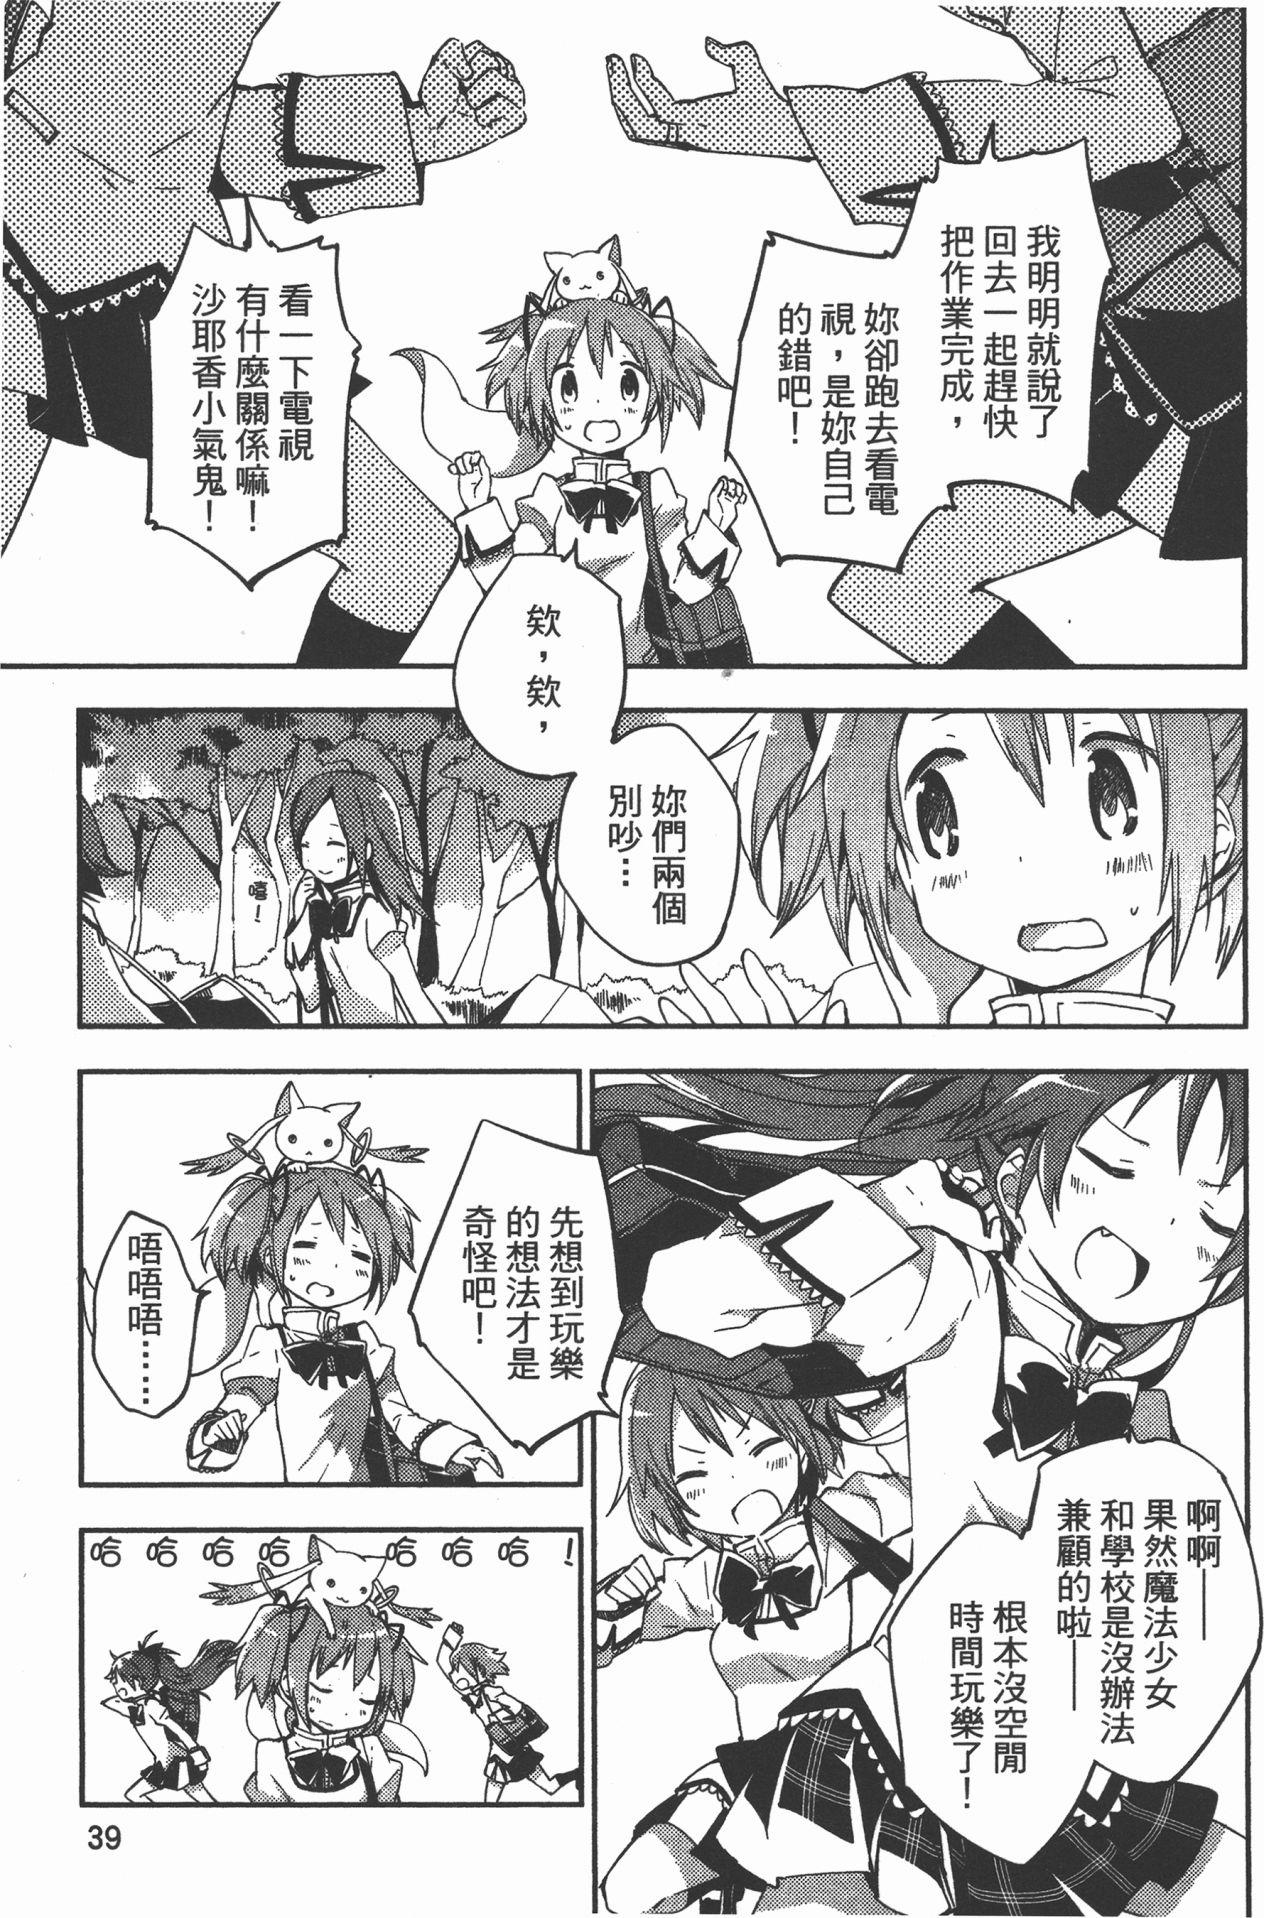 我明明就說了
回去一起趕快
把作業完成，
妳卻跑去看電
視，是妳自己
的錯吧！
看一下電視
有什麼關係嘛！
沙耶香小氣鬼！
欸，欸，
妳們兩個
別吵…
嘻！
啊啊──
果然魔法少女
和學校是沒辦法
兼顧的啦──
根本沒空閒
時間玩樂了！
先想到玩樂
的想法才是
奇怪吧！
唔唔唔……
哈哈哈哈哈哈哈！
39